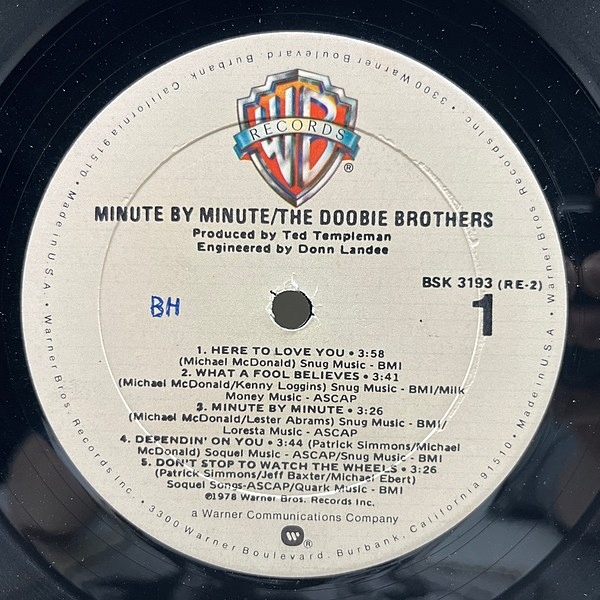 WB
RECORDS
®
MINUTE BY MINUTE/THE DOOBIE BROTHERS
Produced by Ted Templeman
Engineered by Donn Landee
BSK 3193 (RE-2)
1
BH
1. HERE TO LOVE YOU • 3:58
(Michael McDonald) Snug Music - BMI
2. WHAT A FOOL BELIEVES • 3:41
(Michael McDonald/Kenny Loggins) Snug Music - BMI/Milk
Money Music - ASCAP
3. MINUTE BY MINUTE • 3:26
(Michael McDonald/Lester Abrams) Snug Music - BMI/
Loresta Music - ASCAP
4. DEPENDIN' ON YOU • 3:44 (Patrick Simmons/Michael
McDonald) Soquel Music - ASCAP/Snug Music - BMI
5. DON'T STOP TO WATCH THE WHEELS • 3:26
(Patrick Simmons/Jeff Baxter/Michael Ebert)
Soquel Songs-ASCAP/Quark Music - BMI
℗1978 Warner Bros. Records Inc.
a Warner Communications Company
W®
Warner Bros. Records Inc. • 3300 Warner Boulevard, Burbank, California 91510 • Made in U.S.A. • Warner Bros. Records Inc. • 3300 Warner Boulevard, Burbank, California 91510 • Made in U.S.A. •